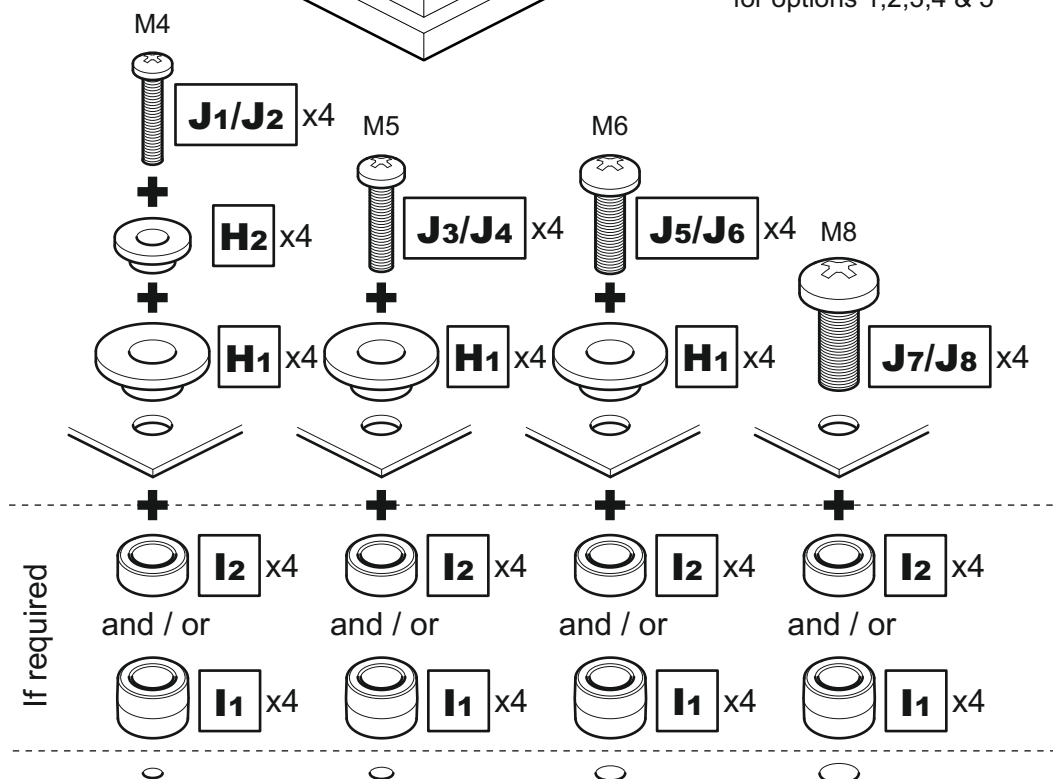 for options 1,2,3,4 & 5
M4
J1/J2 x4
M5
M6
H2 x4
J3/J4 x4
J5/J6 x4
M8
H1 x4
H1 x4
H1 x4
J7/J8 x4
If required
I2 x4
I2 x4
I2 x4
I2 x4
and / or
and / or
and / or
and / or
I1 x4
I1 x4
I1 x4
I1 x4